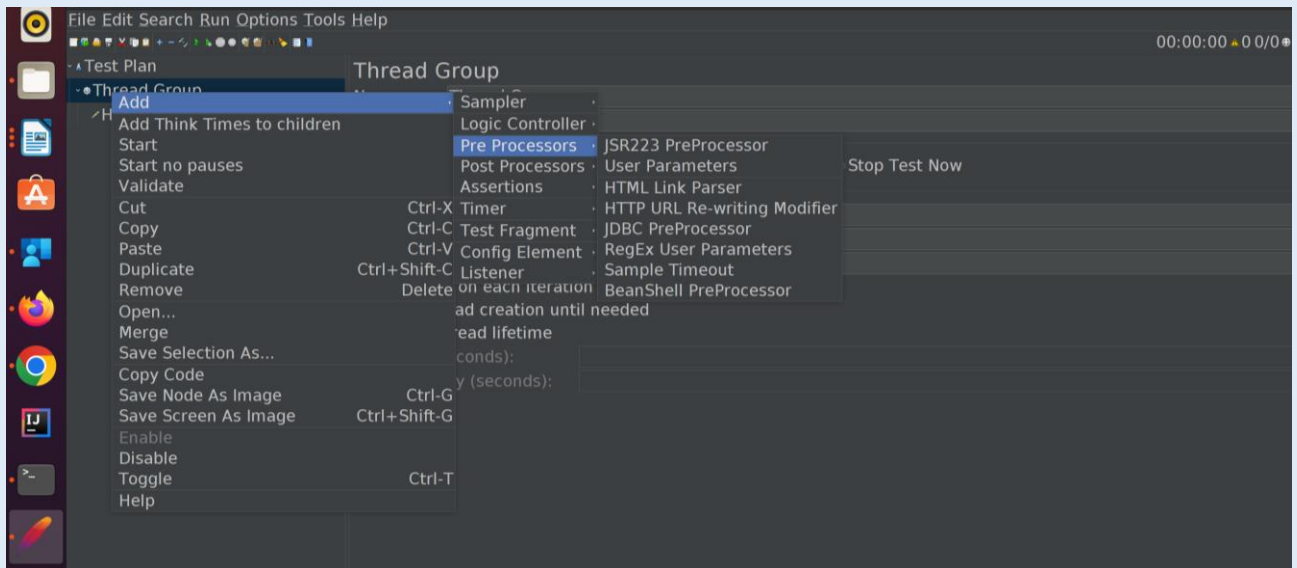 File Edit Search Run Options Tools Help
00:00:00 0 0/0
Test Plan
Thread Group
Thread Group
Add
Add Think Times to children
Start
Start no pauses
Validate
Cut Ctrl-X
Copy Ctrl-C
Paste Ctrl-V
Duplicate Ctrl+Shift-C
Remove Delete
Open...
Merge
Save Selection As...
Copy Code
Save Node As Image Ctrl-G
Save Screen As Image Ctrl+Shift-G
Enable
Disable
Toggle Ctrl-T
Help
Sampler
Logic Controller
Pre Processors
Post Processors
Assertions
Timer
Test Fragment
Config Element
Listener
JSR223 PreProcessor
User Parameters
HTML Link Parser
HTTP URL Re-writing Modifier
JDBC PreProcessor
RegEx User Parameters
Sample Timeout
BeanShell PreProcessor
Stop Test Now
on each iteration
ad creation until needed
read lifetime
conds):
y (seconds):